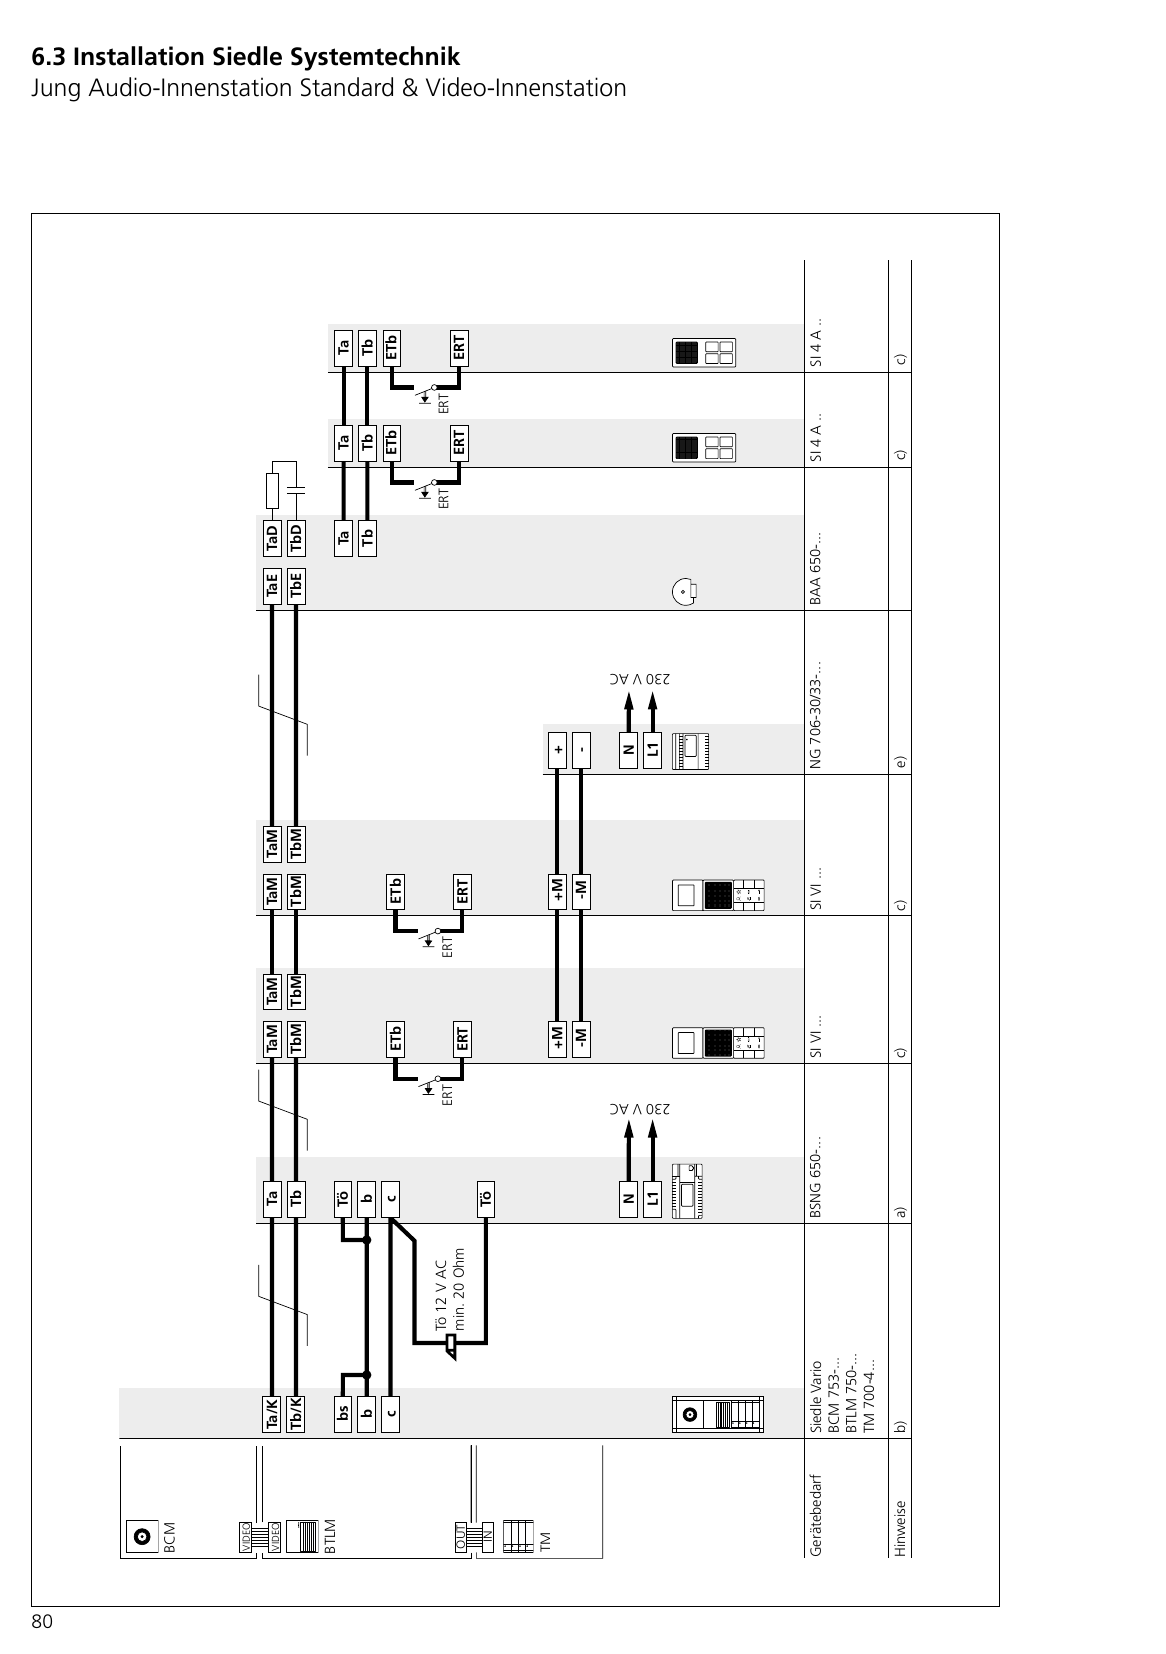 6.3 Installation Siedle Systemtechnik
Jung Audio-Innenstation Standard & Video-Innenstation
BCM
VIDEO
VIDEO
BTLM
OUT
IN
TM
Gerätebedarf
Hinweise
Ta/K
Tb/K
bs
b
c
Siedle Vario
BCM 753-...
BTLM 750-...
TM 700-4...
b)
Tö 12 V AC
min. 20 Ohm
Ta
Tb
Tö
b
c
Tö
N
L1
230 V AC
BSNG 650-...
a)
ERT
TaM
TbM
TaM
TbM
ETb
ERT
+M
-M
SI VI ...
c)
ERT
TaM
TbM
TaM
TbM
ETb
ERT
+M
-M
SI VI ...
c)
+
-
N
L1
230 V AC
NG 706-30/33-...
e)
TaE
TbE
TaD
TbD
Ta
Tb
BAA 650-...
ERT
Ta
Tb
ETb
ERT
SI 4 A ..
c)
ERT
Ta
Tb
ETb
ERT
SI 4 A ..
c)
80